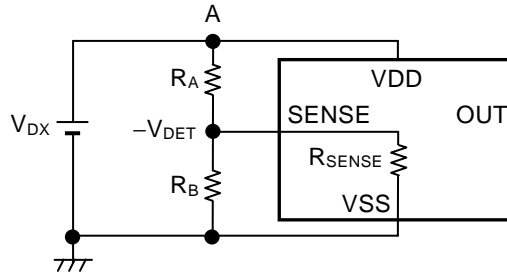 A
RA
VDD
SENSE
OUT
VDX
−VDET
RSENSE
RB
VSS